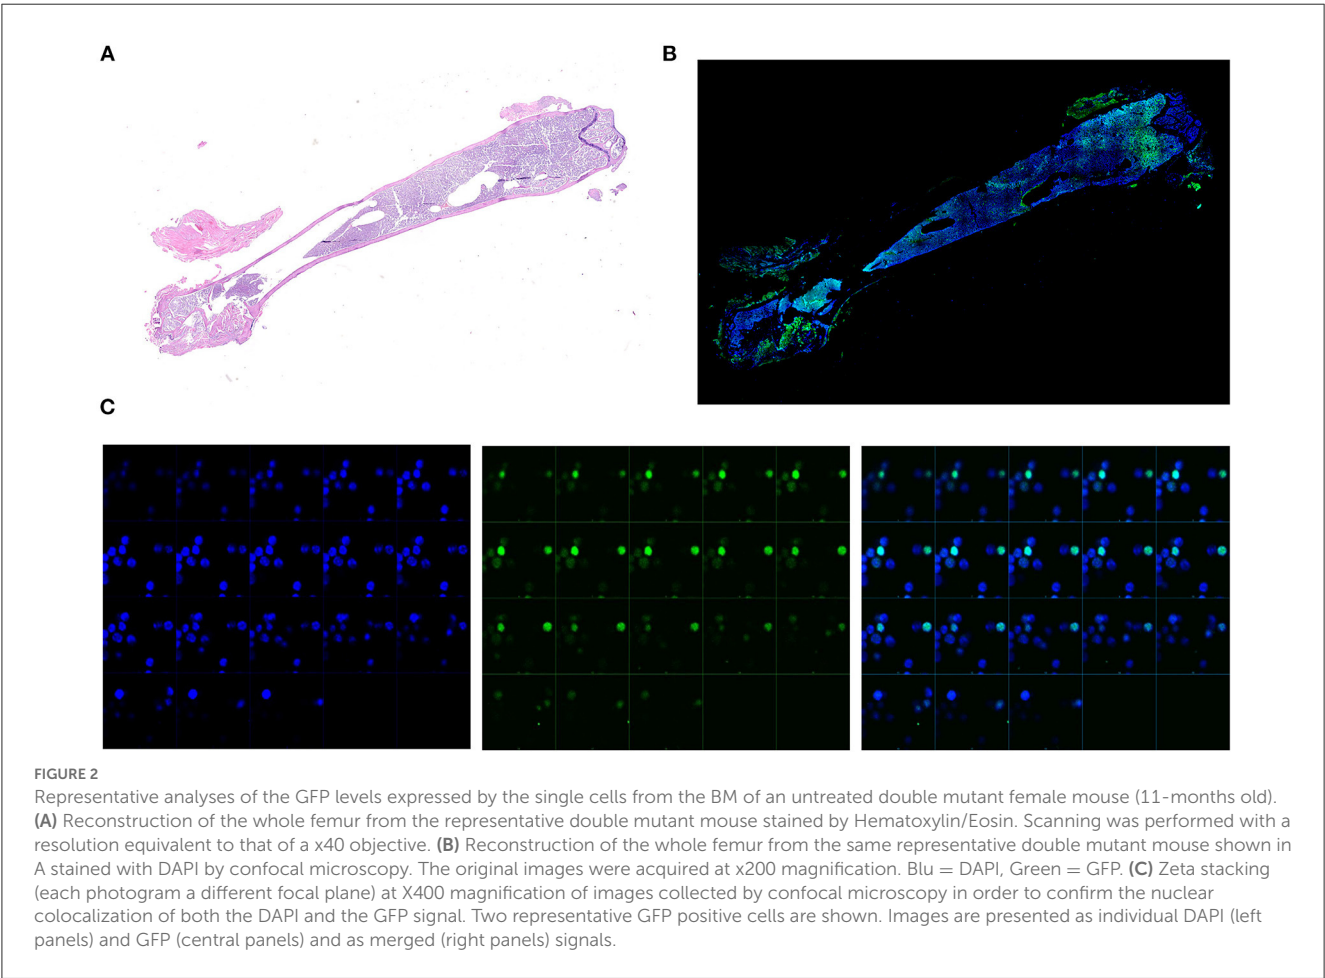 A
B
C
FIGURE 2
Representative analyses of the GFP levels expressed by the single cells from the BM of an untreated double mutant female mouse (11-months old).
(A) Reconstruction of the whole femur from the representative double mutant mouse stained by Hematoxylin/Eosin. Scanning was performed with a
resolution equivalent to that of a x40 objective. (B) Reconstruction of the whole femur from the same representative double mutant mouse shown in
A stained with DAPI by confocal microscopy. The original images were acquired at x200 magnification. Blu = DAPI, Green = GFP. (C) Zeta stacking
(each photogram a different focal plane) at X400 magnification of images collected by confocal microscopy in order to confirm the nuclear
colocalization of both the DAPI and the GFP signal. Two representative GFP positive cells are shown. Images are presented as individual DAPI (left
panels) and GFP (central panels) and as merged (right panels) signals.